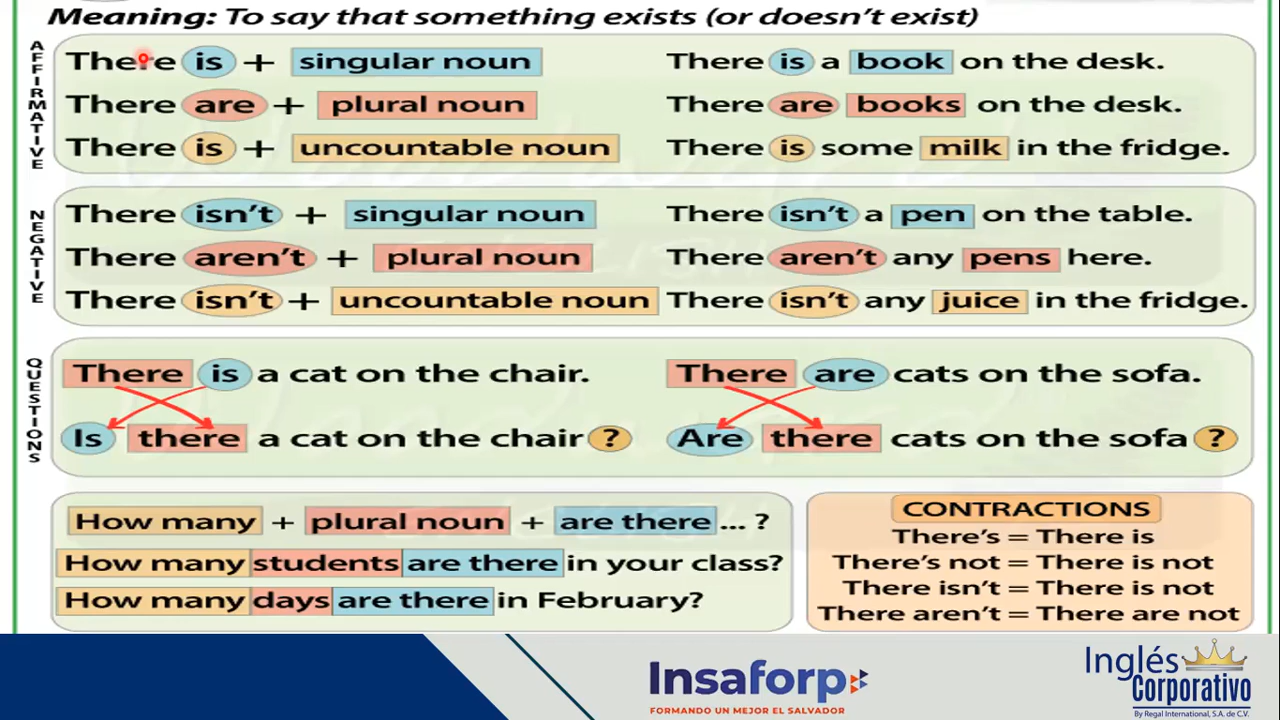 Meaning: To say that something exists (or doesn't exist)
AFFIRMATIVE
There is + singular noun There is a book on the desk.
There are + plural noun There are books on the desk.
There is + uncountable noun There is some milk in the fridge.
NEGATIVE
There isn't + singular noun There isn't a pen on the table.
There aren't + plural noun There aren't any pens here.
There isn't + uncountable noun There isn't any juice in the fridge.
QUESTIONS
There is a cat on the chair. There are cats on the sofa.
Is there a cat on the chair ? Are there cats on the sofa ?
How many + plural noun + are there ... ?
How many students are there in your class?
How many days are there in February?
CONTRACTIONS
There's = There is
There's not = There is not
There isn't = There is not
There aren't = There are not
Insaforp
FORMANDO UN MEJOR EL SALVADOR
Inglés
Corporativo
By Regal International, S.A. de C.V.